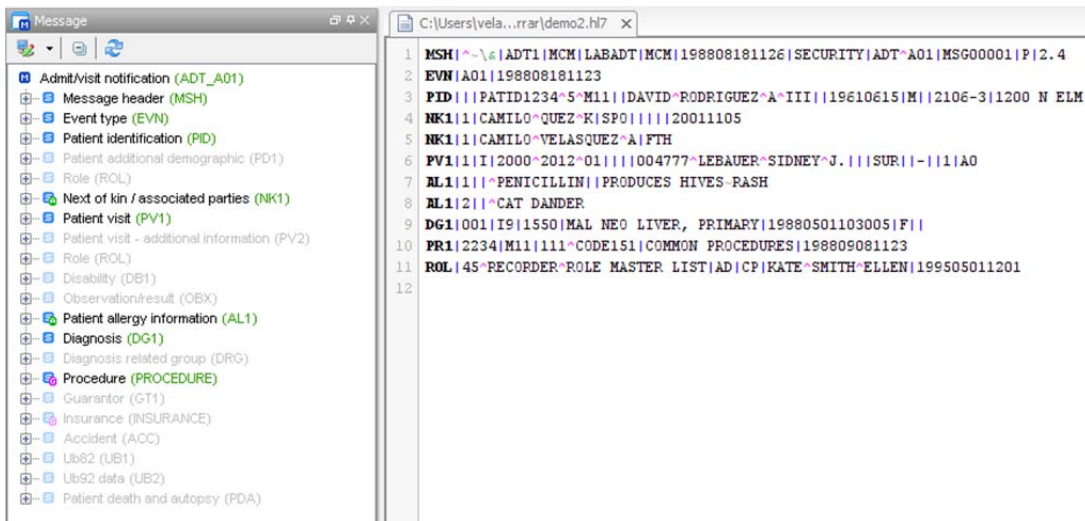 Message
Admit/visit notification (ADT_A01)
Message header (MSH)
Event type (EVN)
Patient identification (PID)
Patient additional demographic (PD1)
Role (ROL)
Next of kin / associated parties (NK1)
Patient visit (PV1)
Patient visit - additional information (PV2)
Role (ROL)
Disability (DB1)
Observation/result (OBX)
Patient allergy information (AL1)
Diagnosis (DG1)
Diagnosis related group (DRG)
Procedure (PROCEDURE)
Guarantor (GT1)
Insurance (INSURANCE)
Accident (ACC)
Ub82 (UB1)
Ub92 data (UB2)
Patient death and autopsy (PDA)
C:\Users\vela...rrar\demo2.hl7
1 MSH|^~\&|ADT1|MCM|LABADT|MCM|198808181126|SECURITY|ADT^A01|MSG00001|P|2.4
2 EVN|A01|198808181123
3 PID|||PATID1234^5^M11||DAVID^RODRIGUEZ^A^III||19610615|M||2106-3|1200 N ELM
4 NK1|1|CAMILO^QUEZ^K|SPO|||||20011105
5 NK1|1|CAMILO^VELASQUEZ^A|FTH
6 PV1|1|I|2000^2012^01||||004777^LEBAUER^SIDNEY^J.|||SUR||-||1|A0
7 AL1|1||^PENICILLIN||PRODUCES HIVES~RASH
8 AL1|2||^CAT DANDER
9 DG1|001|I9|1550|MAL NEO LIVER, PRIMARY|19880501103005|F||
10 PR1|2234|M11|111^CODE151|COMMON PROCEDURES|198809081123
11 ROL|45^RECORDER^ROLE MASTER LIST|AD|CP|KATE^SMITH^ELLEN|199505011201
12